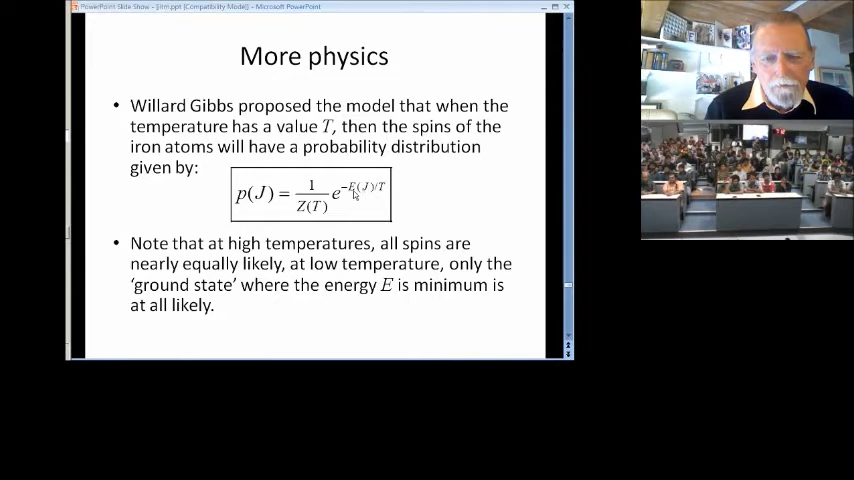 PowerPoint Slide Show - [itm.ppt [Compatibility Mode]] - Microsoft PowerPoint
More physics
• Willard Gibbs proposed the model that when the
temperature has a value T, then the spins of the
iron atoms will have a probability distribution
given by:
p(J) = 1/Z(T) e^{-E(J)/T}
• Note that at high temperatures, all spins are
nearly equally likely, at low temperature, only the
'ground state' where the energy E is minimum is
at all likely.